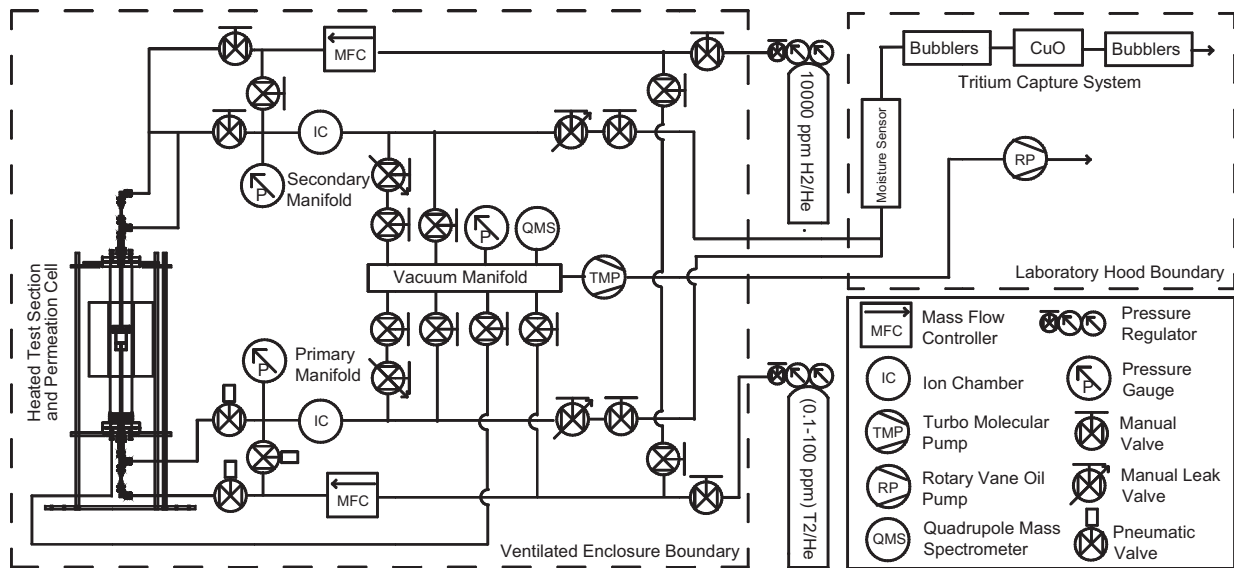 MFC
IC
P
Secondary
Manifold
P
QMS
Vacuum Manifold
TMP
Heated Test Section
and Permeation Cell
P
Primary
Manifold
IC
MFC
Ventilated Enclosure Boundary
10000 ppm H2/He
(0.1-100 ppm) T2/He
Bubblers
CuO
Bubblers
Tritium Capture System
Moisture Sensor
RP
Laboratory Hood Boundary
MFC
Mass Flow
Controller
Pressure
Regulator
IC
Ion Chamber
P
Pressure
Gauge
TMP
Turbo Molecular
Pump
Manual
Valve
RP
Rotary Vane Oil
Pump
Manual Leak
Valve
QMS
Quadrupole Mass
Spectrometer
Pneumatic
Valve